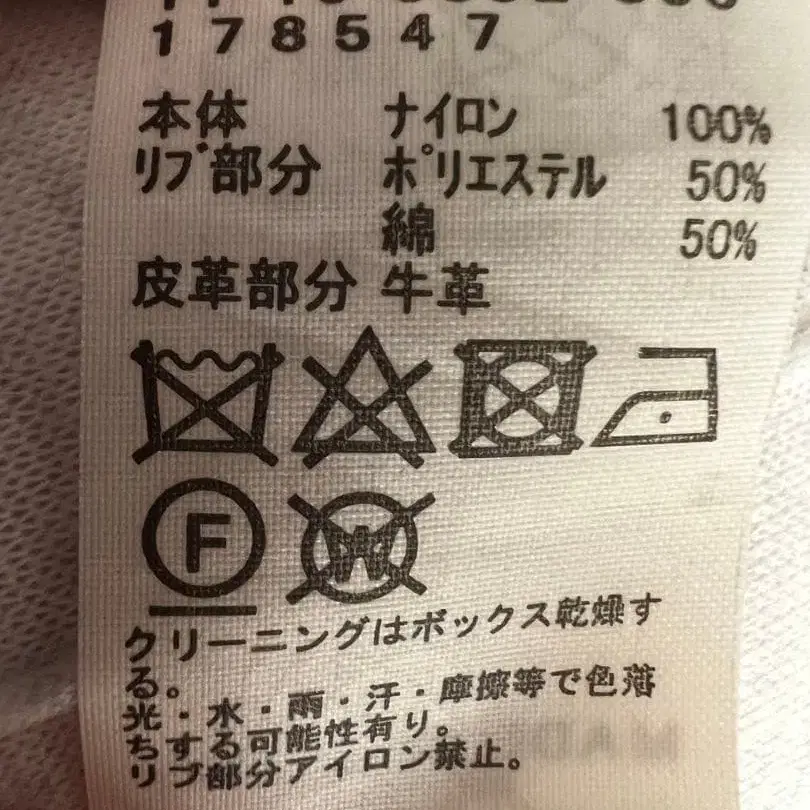 178547
本体 ナイロン 100%
リブ部分 ポリエステル 50%
綿 50%
皮革部分 牛革
F
W
クリーニングはボックス乾燥す
る。
光・水・雨・汗・摩擦等で色落
ちする可能性有り。
リブ部分アイロン禁止。